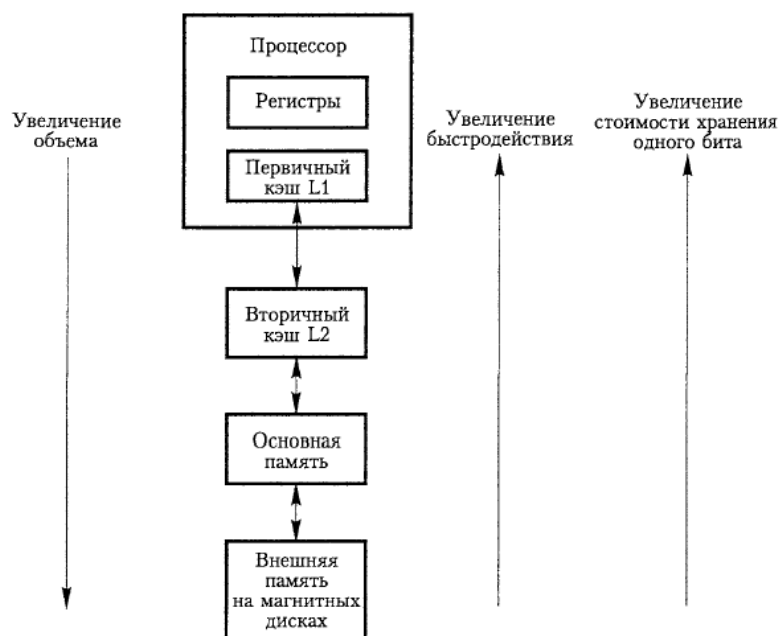 Процессор
Регистры
Первичный
кэш L1
Увеличение
объема
Увеличение
быстродействия
Увеличение
стоимости хранения
одного бита
Вторичный
кэш L2
Основная
память
Внешняя
память
на магнитных
дисках